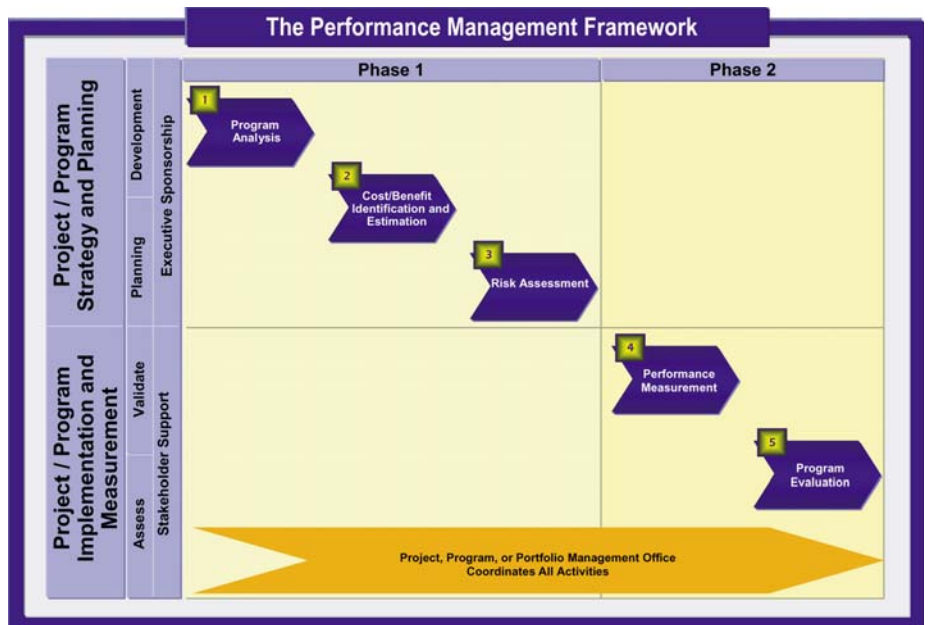 The Performance Management Framework
Phase 1
Phase 2
Project / Program
Strategy and Planning
Development
Planning
Executive Sponsorship
1
Program
Analysis
2
Cost/Benefit
Identification and
Estimation
3
Risk Assessment
Project / Program
Implementation and
Measurement
Validate
Assess
Stakeholder Support
4
Performance
Measurement
5
Program
Evaluation
Project, Program, or Portfolio Management Office
Coordinates All Activities